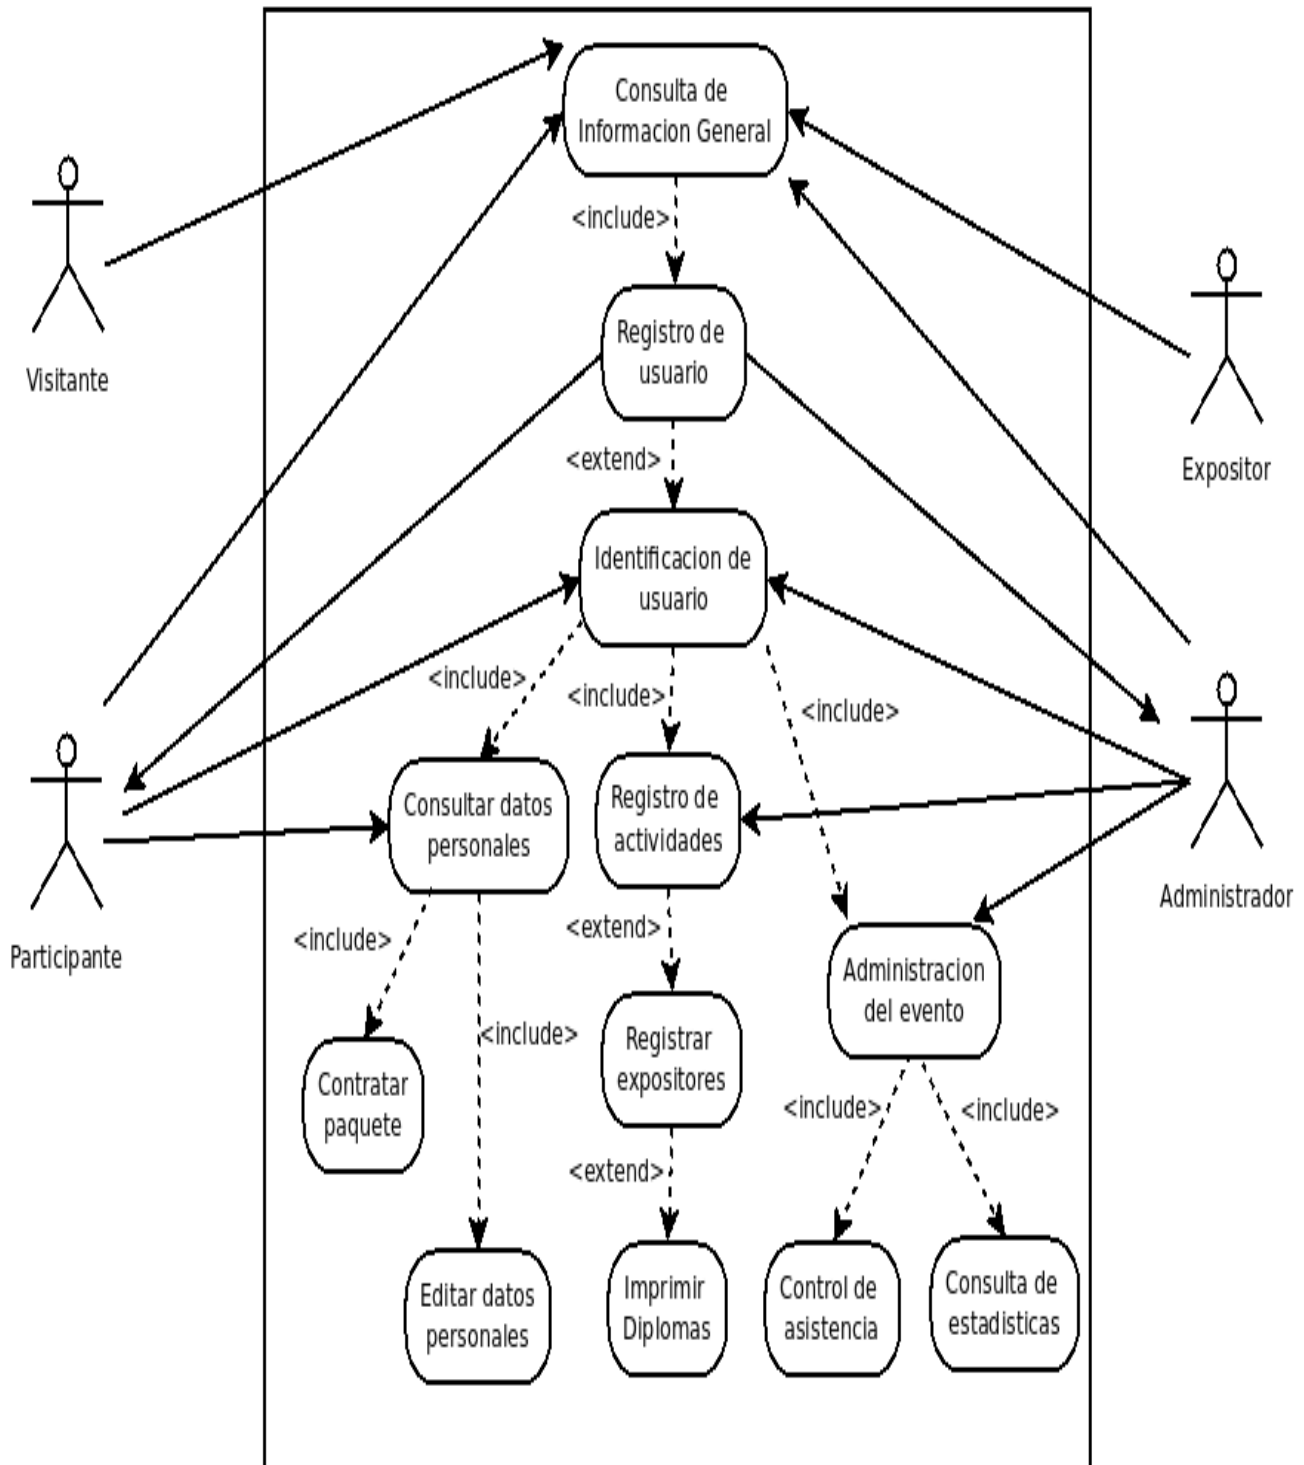 Consulta de
Informacion General
<include>
Visitante
Registro de
usuario
Expositor
<extend>
Identificacion de
usuario
<include>
<include>
<include>
Consultar datos
personales
Registro de
actividades
Administrador
Participante
<include>
<extend>
Administracion
del evento
<include>
Registrar
expositores
Contratar
paquete
<include>
<include>
<extend>
Editar datos
personales
Imprimir
Diplomas
Control de
asistencia
Consulta de
estadisticas